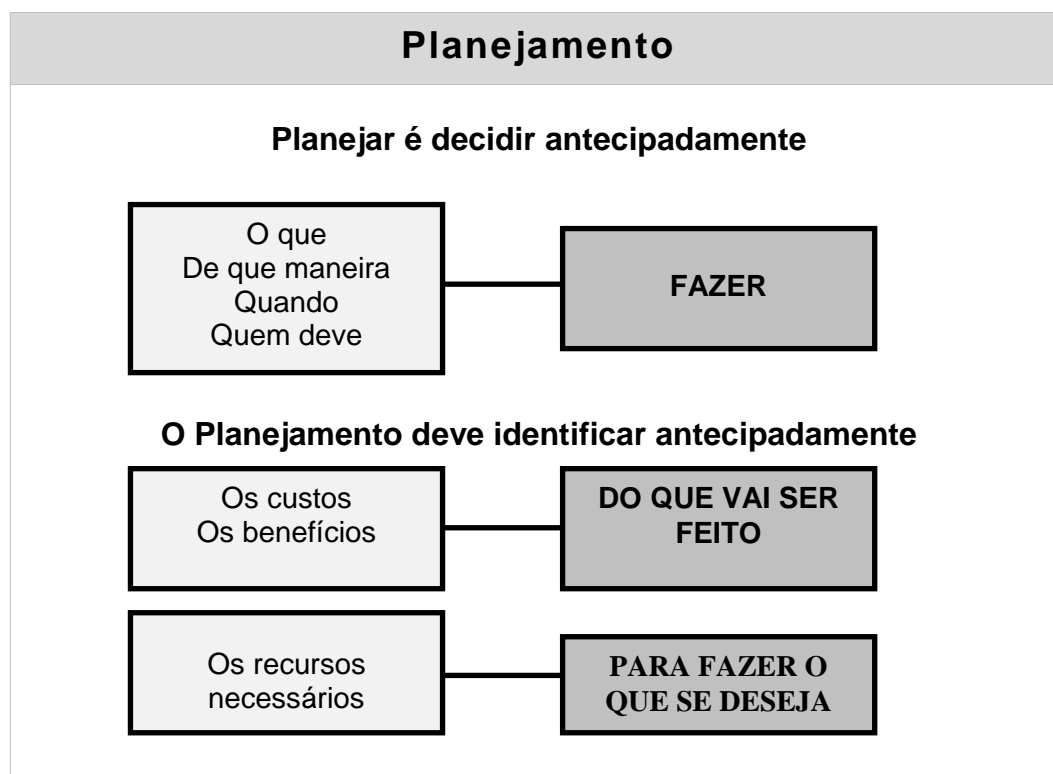 Planejamento
Planejar é decidir antecipadamente
O que
De que maneira
Quando
Quem deve
FAZER
O Planejamento deve identificar antecipadamente
Os custos
Os benefícios
DO QUE VAI SER
FEITO
Os recursos
necessários
PARA FAZER O
QUE SE DESEJA